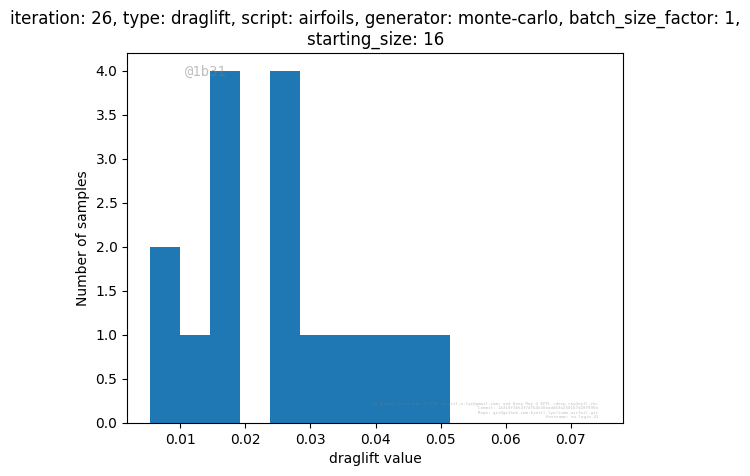 iteration: 26, type: draglift, script: airfoils, generator: monte-carlo, batch_size_factor: 1,
starting_size: 16
@1b31
4.0
3.5
3.0
2.5
2.0
1.5
1.0
0.5
0.0
Number of samples
0.01 0.02 0.03 0.04 0.05 0.06 0.07
draglift value